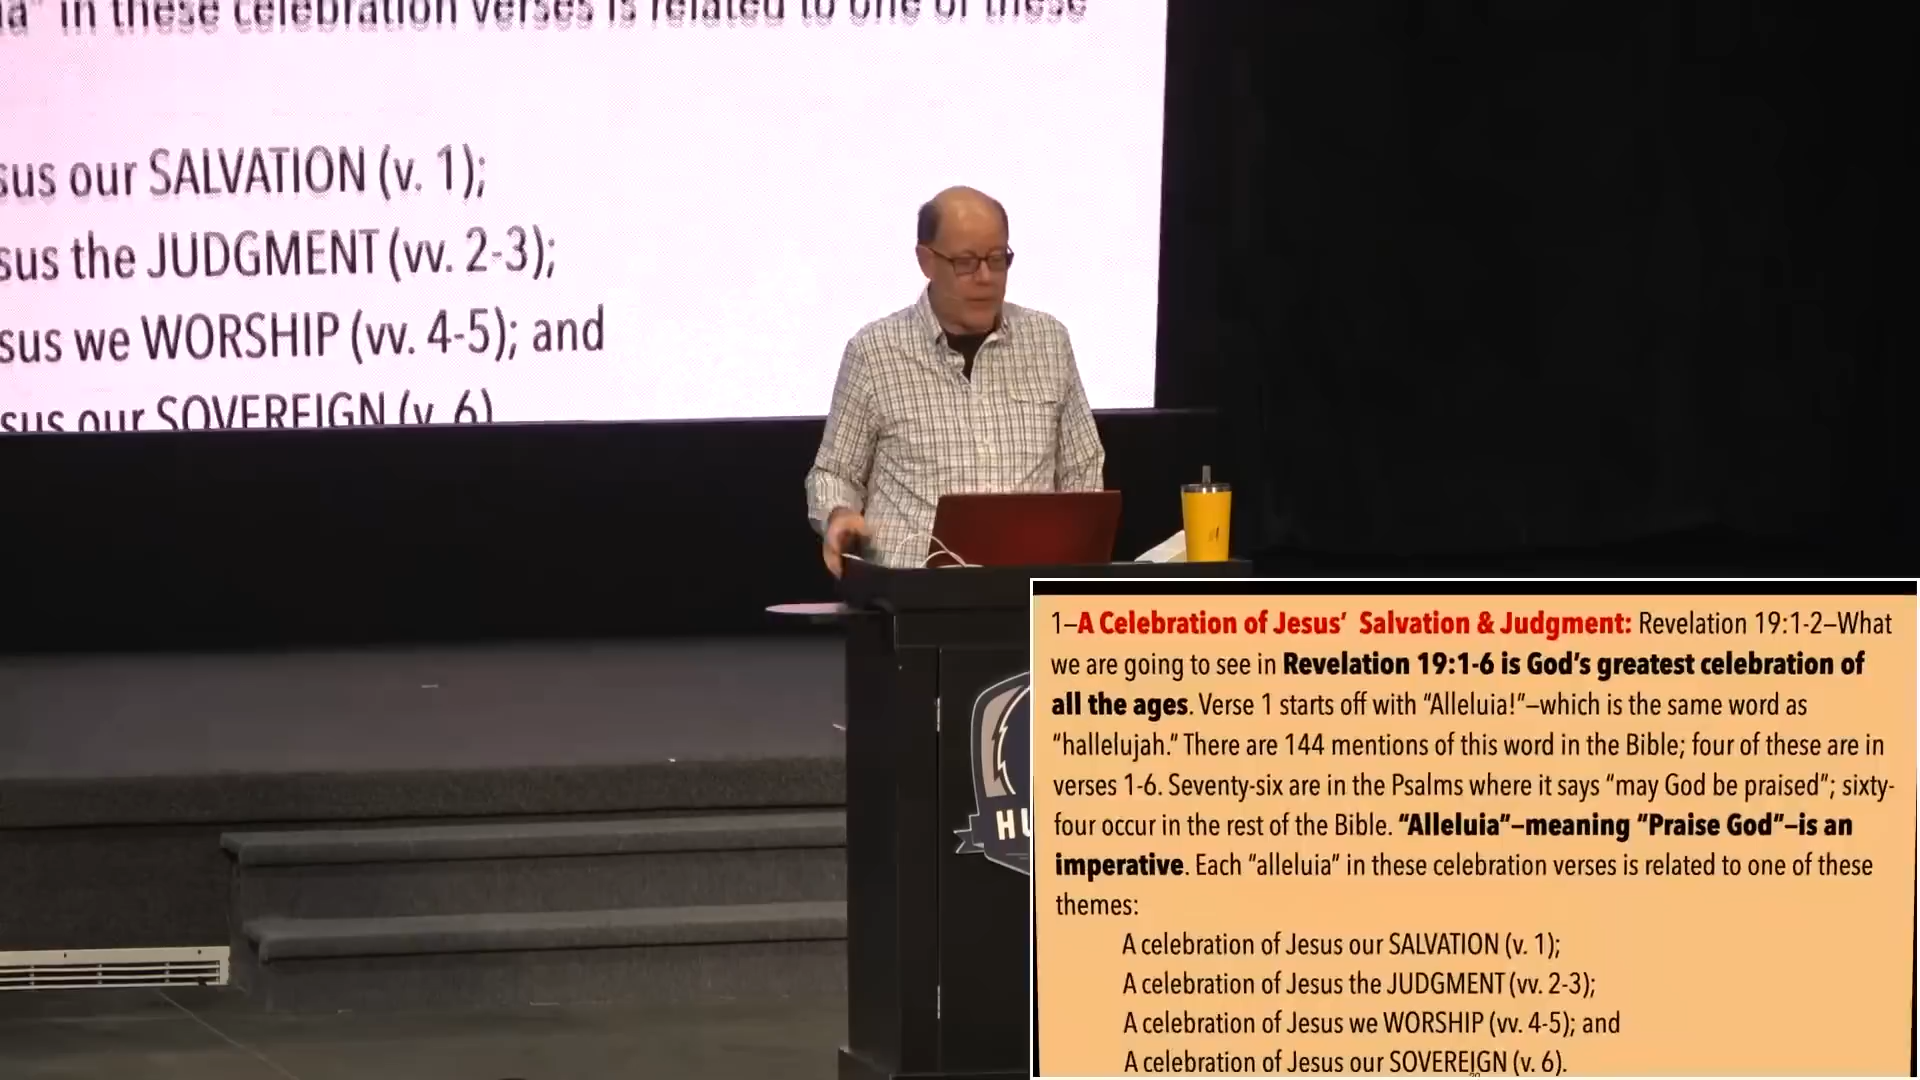 in these celebration verses is related to one of these
our SALVATION (v. 1);
the JUDGMENT (vv. 2-3);
we WORSHIP (vv. 4-5); and
our SOVEREIGN (v. 6)
HU
1–A Celebration of Jesus’ Salvation & Judgment: Revelation 19:1-2–What
we are going to see in Revelation 19:1-6 is God’s greatest celebration of
all the ages. Verse 1 starts off with “Alleluia!”–which is the same word as
“hallelujah.” There are 144 mentions of this word in the Bible; four of these are in
verses 1-6. Seventy-six are in the Psalms where it says “may God be praised”; sixty-
four occur in the rest of the Bible. “Alleluia”–meaning “Praise God”–is an
imperative. Each “alleluia” in these celebration verses is related to one of these
themes:
A celebration of Jesus our SALVATION (v. 1);
A celebration of Jesus the JUDGMENT (vv. 2-3);
A celebration of Jesus we WORSHIP (vv. 4-5); and
A celebration of Jesus our SOVEREIGN (v. 6).